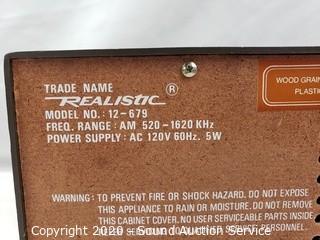 TRADE NAME
REALISTIC ®
WOOD GRAIN
PLASTI
MODEL NO.: 12-679
FREQ. RANGE: AM 520-1620 KHz
POWER SUPPLY: AC 120V 60Hz. 5W
WARNING: TO PREVENT FIRE OR SHOCK HAZARD. DO NOT EXPOSE
THIS APPLIANCE TO RAIN OR MOISTURE. DO NOT REMOVE
THIS CABINET COVER. NO USER SERVICEABLE PARTS INSIDE
Copyright 2020 - Sound Auction Service